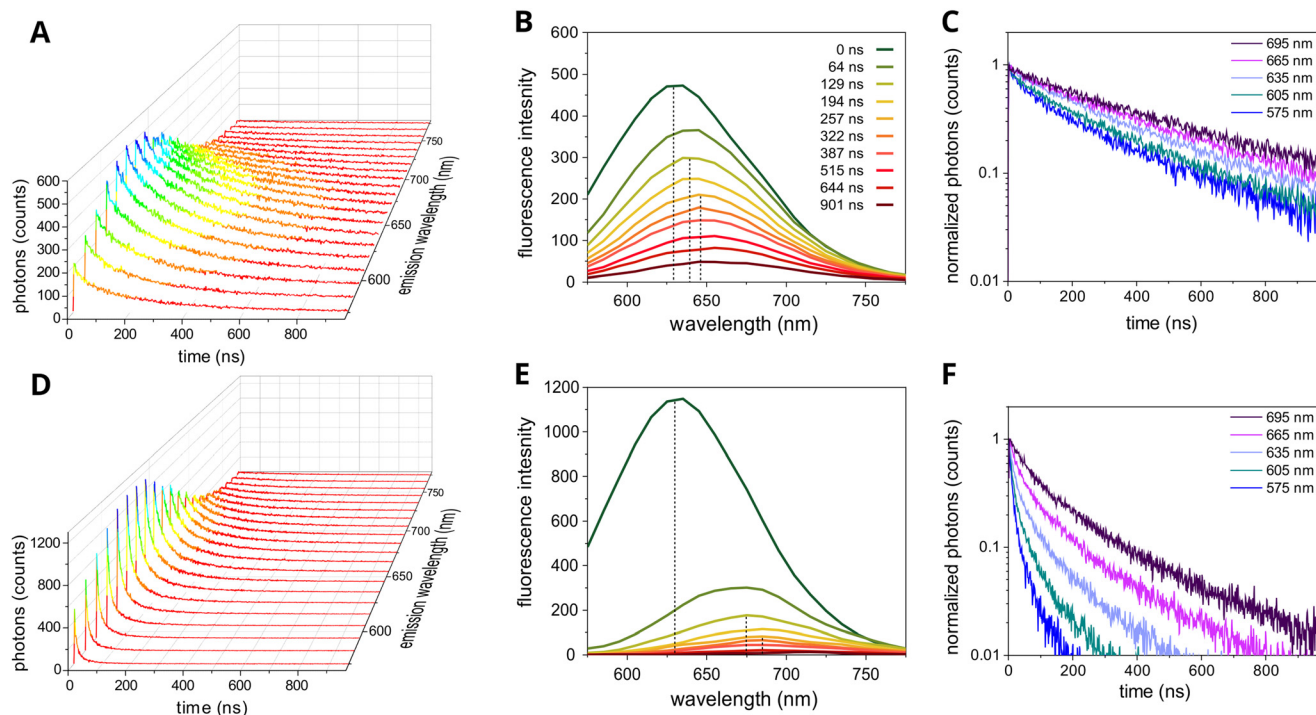 A
photons (counts)
600
500
400
300
200
100
0
0
200
400
600
800
time (ns)
600
650
700
750
emission wavelength (nm)
B
fluorescence intesnity
600
500
400
300
200
100
0
600
650
700
750
wavelength (nm)
0 ns
64 ns
129 ns
194 ns
257 ns
322 ns
387 ns
515 ns
644 ns
901 ns
C
normalized photons (counts)
1
0.1
0.01
0
200
400
600
800
time (ns)
695 nm
665 nm
635 nm
605 nm
575 nm
D
photons (counts)
1200
800
400
0
0
200
400
600
800
time (ns)
600
650
700
750
emission wavelength (nm)
E
fluorescence intesnity
1200
1000
800
600
400
200
0
600
650
700
750
wavelength (nm)
F
normalized photons (counts)
1
0.1
0.01
0
200
400
600
800
time (ns)
695 nm
665 nm
635 nm
605 nm
575 nm